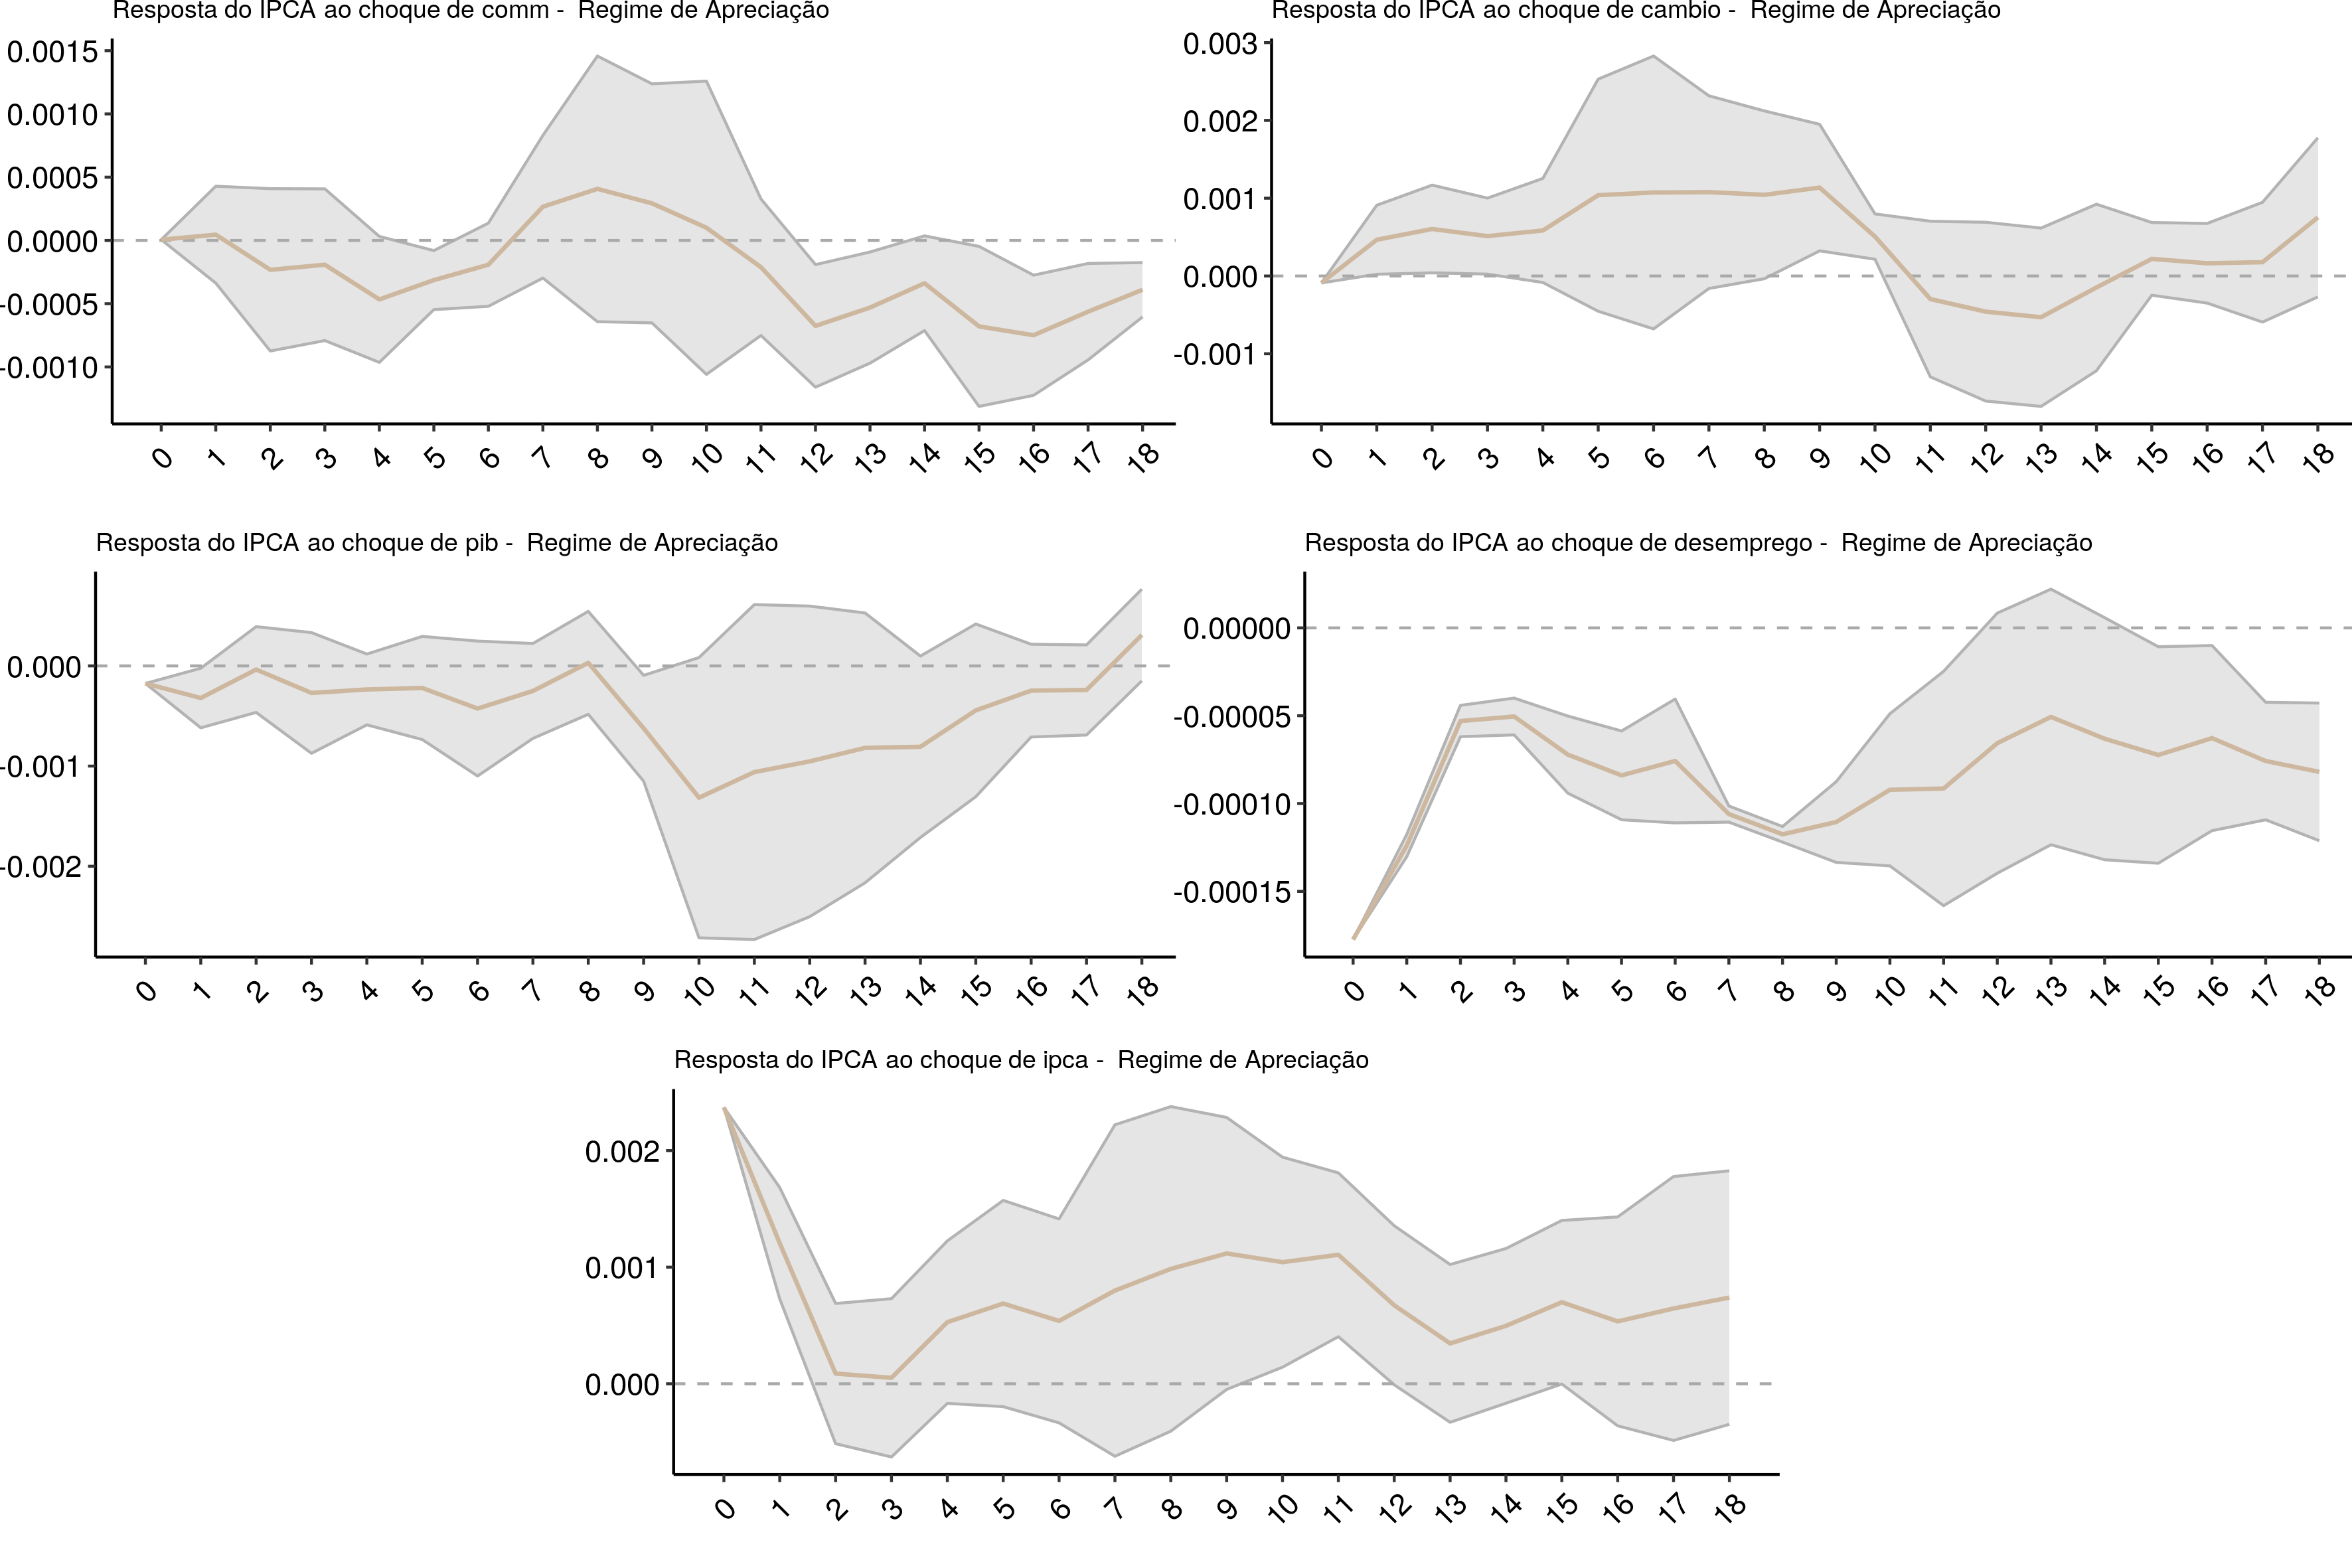 Resposta do IPCA ao choque de comm - Regime de Apreciação
0.0015
0.0010
0.0005
0.0000
-0.0005
-0.0010
0 1 2 3 4 5 6 7 8 9 10 11 12 13 14 15 16 17 18
Resposta do IPCA ao choque de cambio - Regime de Apreciação
0.003
0.002
0.001
0.000
-0.001
0 1 2 3 4 5 6 7 8 9 10 11 12 13 14 15 16 17 18
Resposta do IPCA ao choque de pib - Regime de Apreciação
0.000
-0.001
-0.002
0 1 2 3 4 5 6 7 8 9 10 11 12 13 14 15 16 17 18
Resposta do IPCA ao choque de desemprego - Regime de Apreciação
0.00000
-0.00005
-0.00010
-0.00015
0 1 2 3 4 5 6 7 8 9 10 11 12 13 14 15 16 17 18
Resposta do IPCA ao choque de ipca - Regime de Apreciação
0.002
0.001
0.000
0 1 2 3 4 5 6 7 8 9 10 11 12 13 14 15 16 17 18